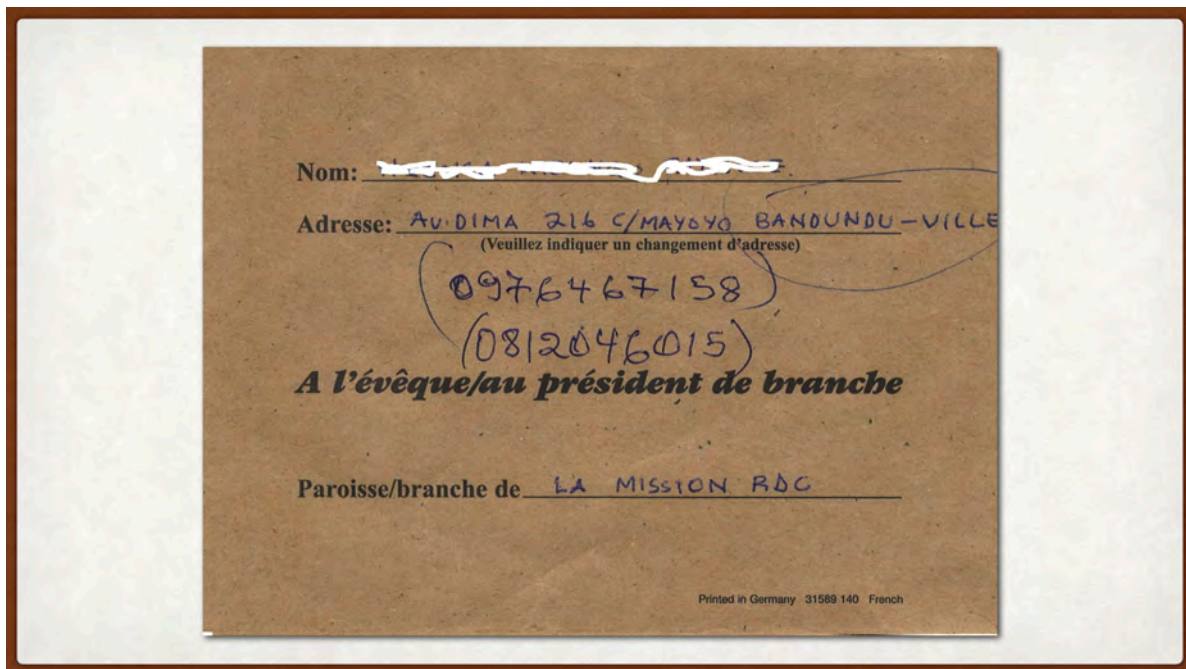 Nom:
Adresse: AV. DIMA 216 C/MAYOYO BANDUNDU-VILLE
(Veuillez indiquer un changement d'adresse)
0976467158)
(0812046015)
A l'évêque/au président de branche
Paroisse/branche de LA MISSION RDC
Printed in Germany 31589 140 French